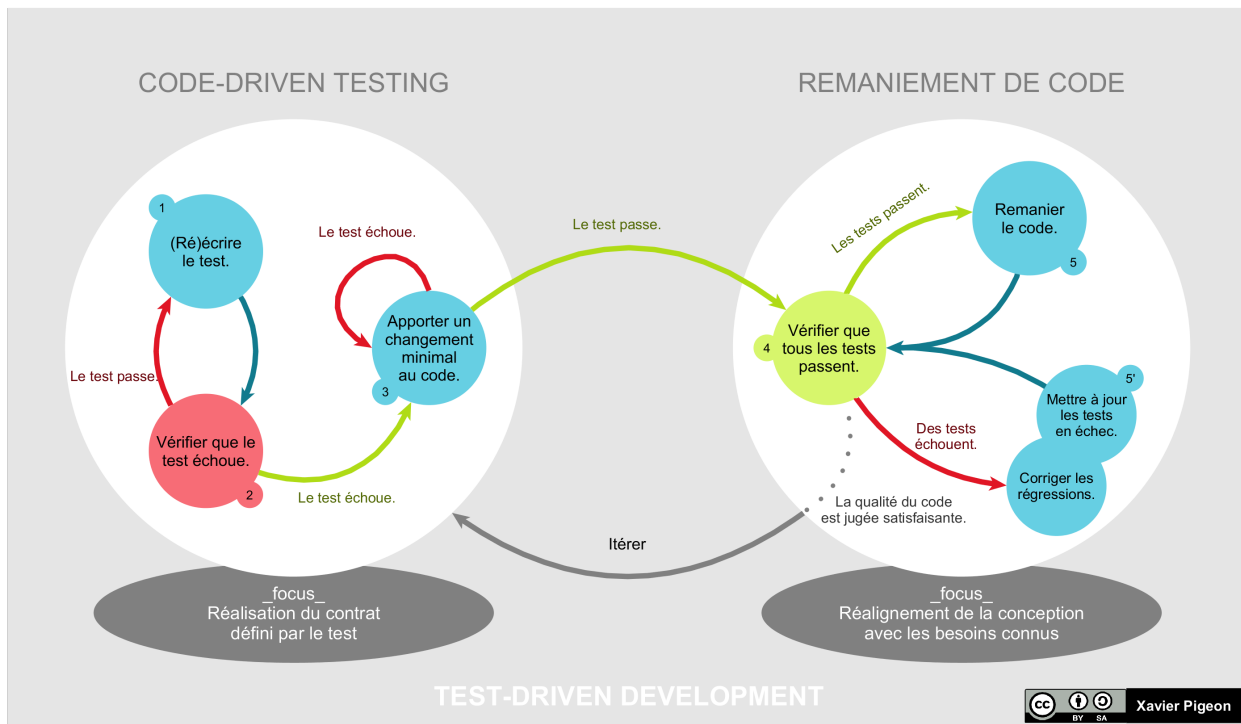 CODE-DRIVEN TESTING
REMANIEMENT DE CODE
1
(Ré)écrire
le test.
Le test passe.
Vérifier que le
test échoue.
2
Le test échoue.
Le test échoue.
Apporter un
changement
minimal
au code.
3
Le test passe.
4
Vérifier que
tous les tests
passent.
Les tests passent.
Remanier
le code.
5
5'
Mettre à jour
les tests
en échec.
Corriger les
régressions.
Des tests
échouent.
La qualité du code
est jugée satisfaisante.
Itérer
_focus_
Réalisation du contrat
défini par le test
_focus_
Réalignement de la conception
avec les besoins connus
TEST-DRIVEN DEVELOPMENT
cc
BY SA
Xavier Pigeon